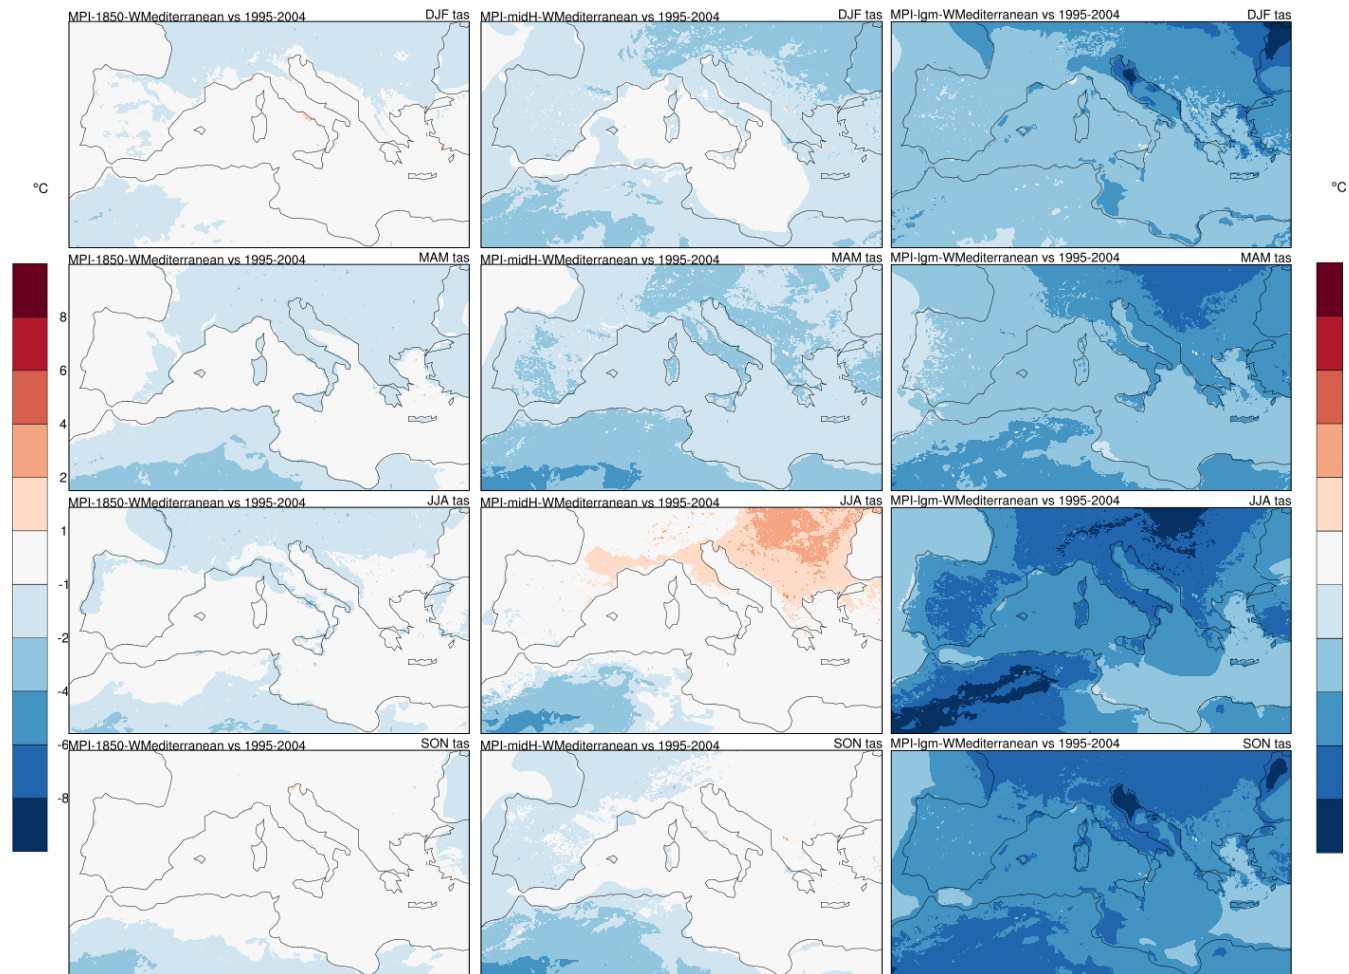 MPI-1850-WMediterranean vs 1995-2004 DJF tas
MPI-midH-WMediterranean vs 1995-2004 DJF tas
MPI-lgm-WMediterranean vs 1995-2004 DJF tas
°C
°C
MPI-1850-WMediterranean vs 1995-2004 MAM tas
MPI-midH-WMediterranean vs 1995-2004 MAM tas
MPI-lgm-WMediterranean vs 1995-2004 MAM tas
8
6
4
2
1
-1
-2
-4
-6
-8
MPI-1850-WMediterranean vs 1995-2004 JJA tas
MPI-midH-WMediterranean vs 1995-2004 JJA tas
MPI-lgm-WMediterranean vs 1995-2004 JJA tas
MPI-1850-WMediterranean vs 1995-2004 SON tas
MPI-midH-WMediterranean vs 1995-2004 SON tas
MPI-lgm-WMediterranean vs 1995-2004 SON tas